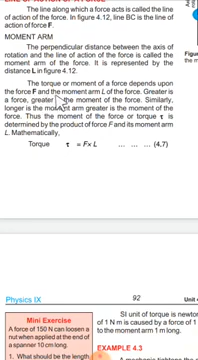 The line along which a force acts is called the line
of action of the force. In figure 4.12, line BC is the line of
action of force F.
MOMENT ARM
The perpendicular distance between the axis of
rotation and the line of action of the force is called the
moment arm of the force. It is represented by the
distance L in figure 4.12.
The torque or moment of a force depends upon
the force F and the moment arm L of the force. Greater is
a force, greater is the moment of the force. Similarly,
longer is the moment arm greater is the moment of the
force. Thus the moment of the force or torque τ is
determined by the product of force F and its moment arm
L. Mathematically,
Torque τ = F× L ... ... ... (4.7)
Figu
the m
Physics IX
92
Unit
Mini Exercise
A force of 150 N can loosen a
nut when applied at the end of
a spanner 10 cm long.
1. What should be the length
SI unit of torque is newton
of 1 N m is caused by a force of 1
to the moment arm 1 m.
EXAMPLE 4.3